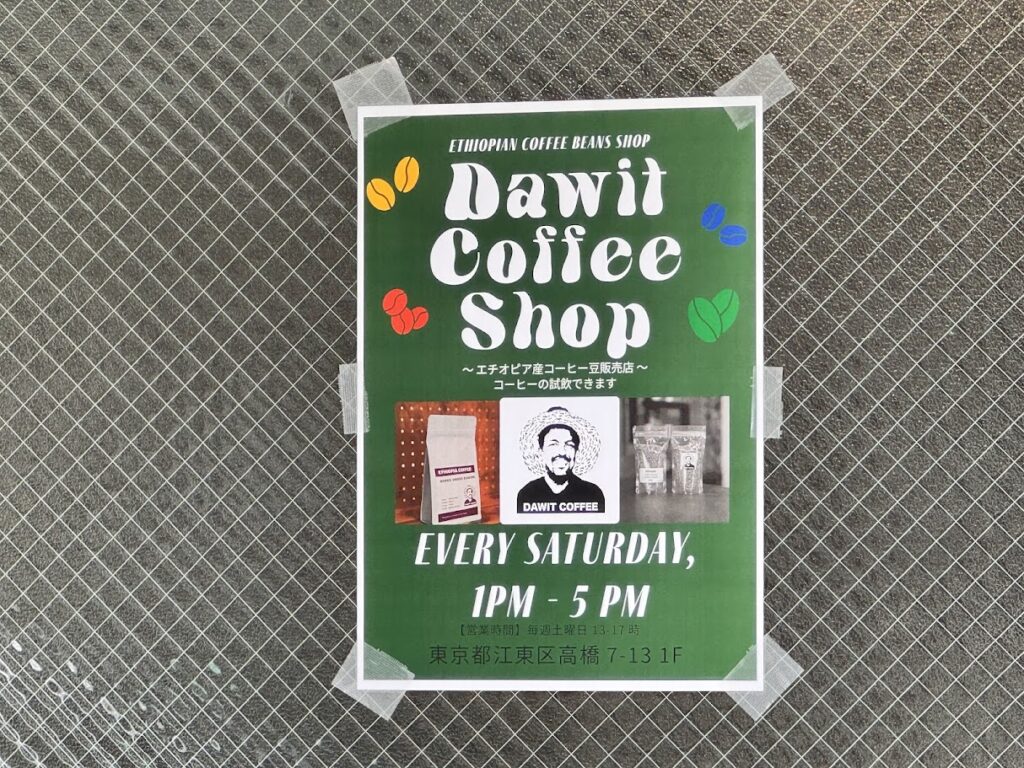 ETHIOPIAN COFFEE BEANS SHOP
Dawit
Coffee
Shop
～エチオピア産コーヒー豆販売店～
コーヒーの試飲できます
ETHIOPIA COFFEE
DAWIT COFFEE
EVERY SATURDAY,
1PM - 5 PM
【営業時間】毎週土曜日 13-17時
東京都江東区高橋 7-13 1F